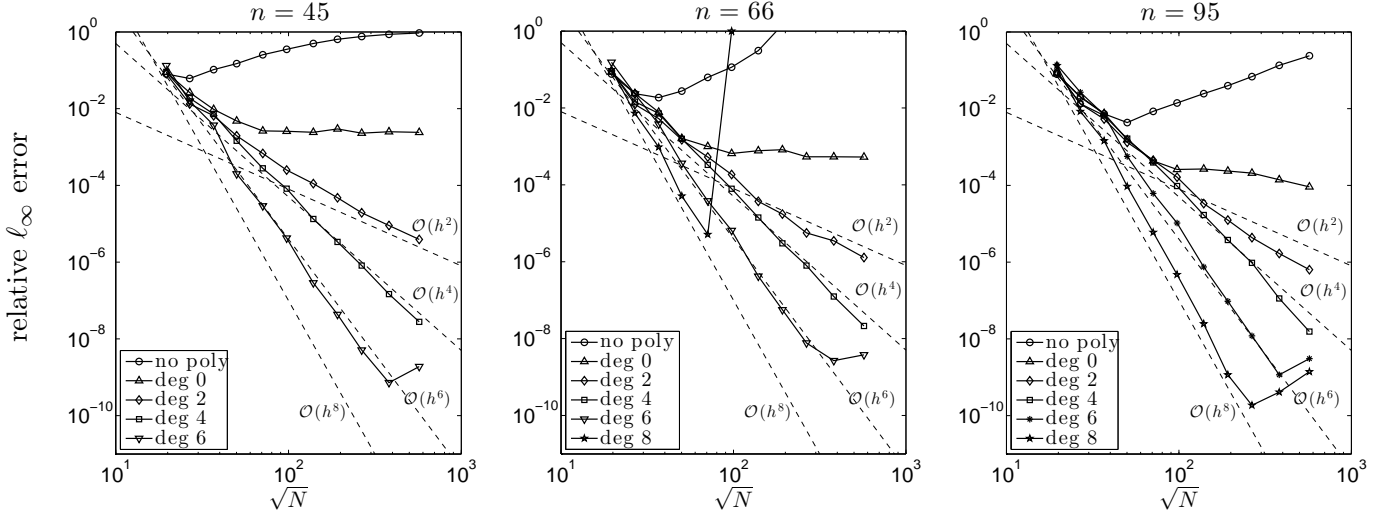 n = 45
relative ℓ∞ error
10^0
10^-2
10^-4
10^-6
10^-8
10^-10
O(h^2)
O(h^4)
O(h^6)
O(h^8)
no poly
deg 0
deg 2
deg 4
deg 6
10^1
10^2
10^3
√N
n = 66
10^0
10^-2
10^-4
10^-6
10^-8
10^-10
O(h^2)
O(h^4)
O(h^6)
O(h^8)
no poly
deg 0
deg 2
deg 4
deg 6
deg 8
10^1
10^2
10^3
√N
n = 95
10^0
10^-2
10^-4
10^-6
10^-8
10^-10
O(h^2)
O(h^4)
O(h^6)
O(h^8)
no poly
deg 0
deg 2
deg 4
deg 6
deg 8
10^1
10^2
10^3
√N